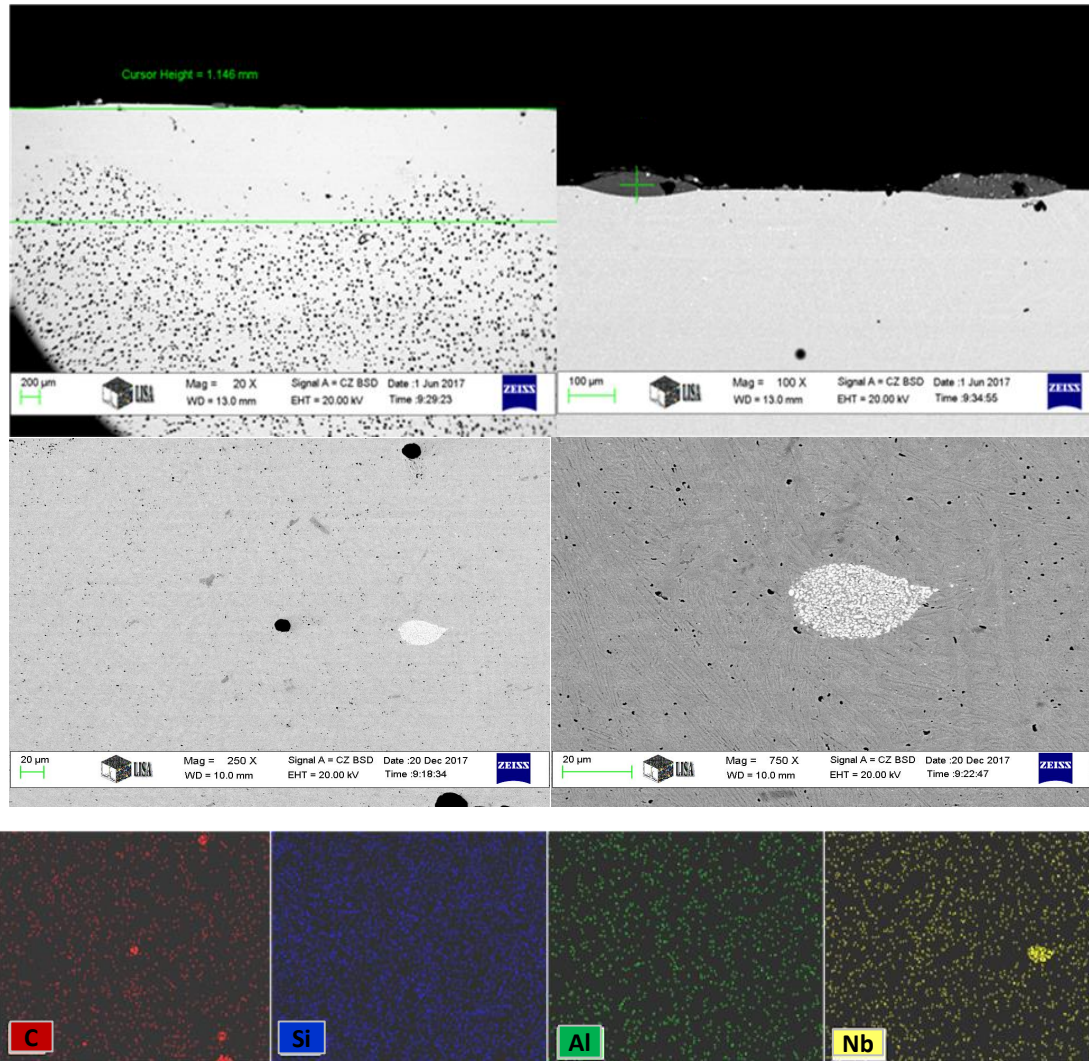 Cursor Height = 1.146 mm
200 µm
LISA
Mag = 20 X
WD = 13.0 mm
Signal A = CZ BSD
EHT = 20.00 kV
Date :1 Jun 2017
Time :9:29:23
ZEISS
100 µm
LISA
Mag = 100 X
WD = 13.0 mm
Signal A = CZ BSD
EHT = 20.00 kV
Date :1 Jun 2017
Time :9:34:55
ZEISS
20 µm
LISA
Mag = 250 X
WD = 10.0 mm
Signal A = CZ BSD
EHT = 20.00 kV
Date :20 Dec 2017
Time :9:18:34
ZEISS
20 µm
LISA
Mag = 750 X
WD = 10.0 mm
Signal A = CZ BSD
EHT = 20.00 kV
Date :20 Dec 2017
Time :9:22:47
ZEISS
C
Si
Al
Nb